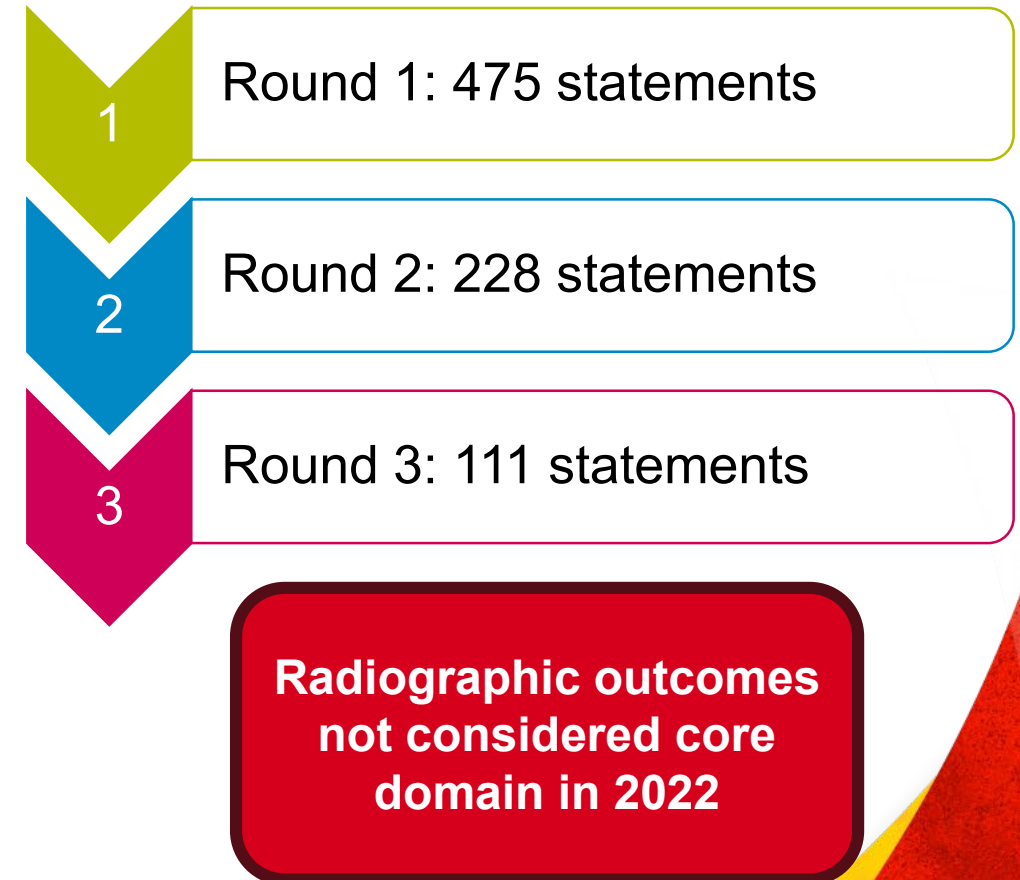 1
Round 1: 475 statements
2
Round 2: 228 statements
3
Round 3: 111 statements
Radiographic outcomes
not considered core
domain in 2022